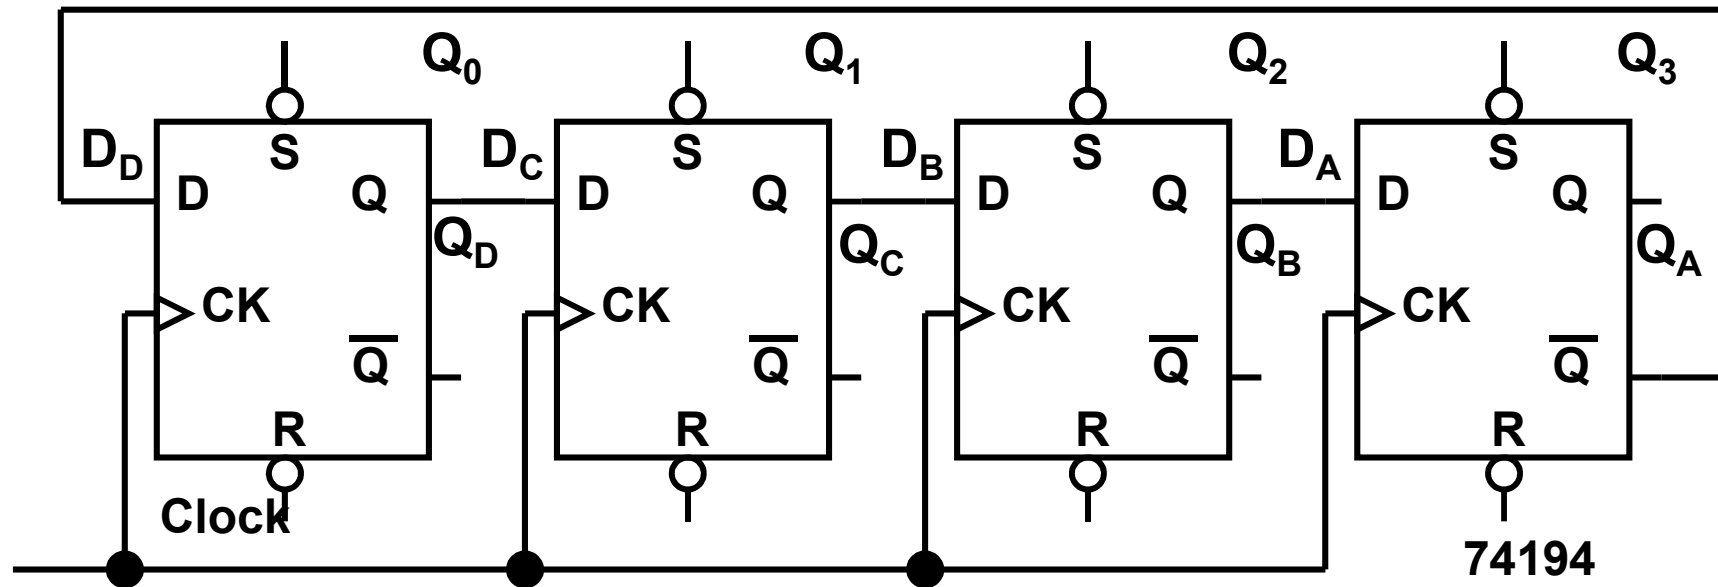 Q0 Q1 Q2 Q3
DD S DC S DB S DA S
D Q D Q D Q D Q
QD QC QB QA
CK CK CK CK
Q̅ Q̅ Q̅ Q̅
R R R R
Clock
74194